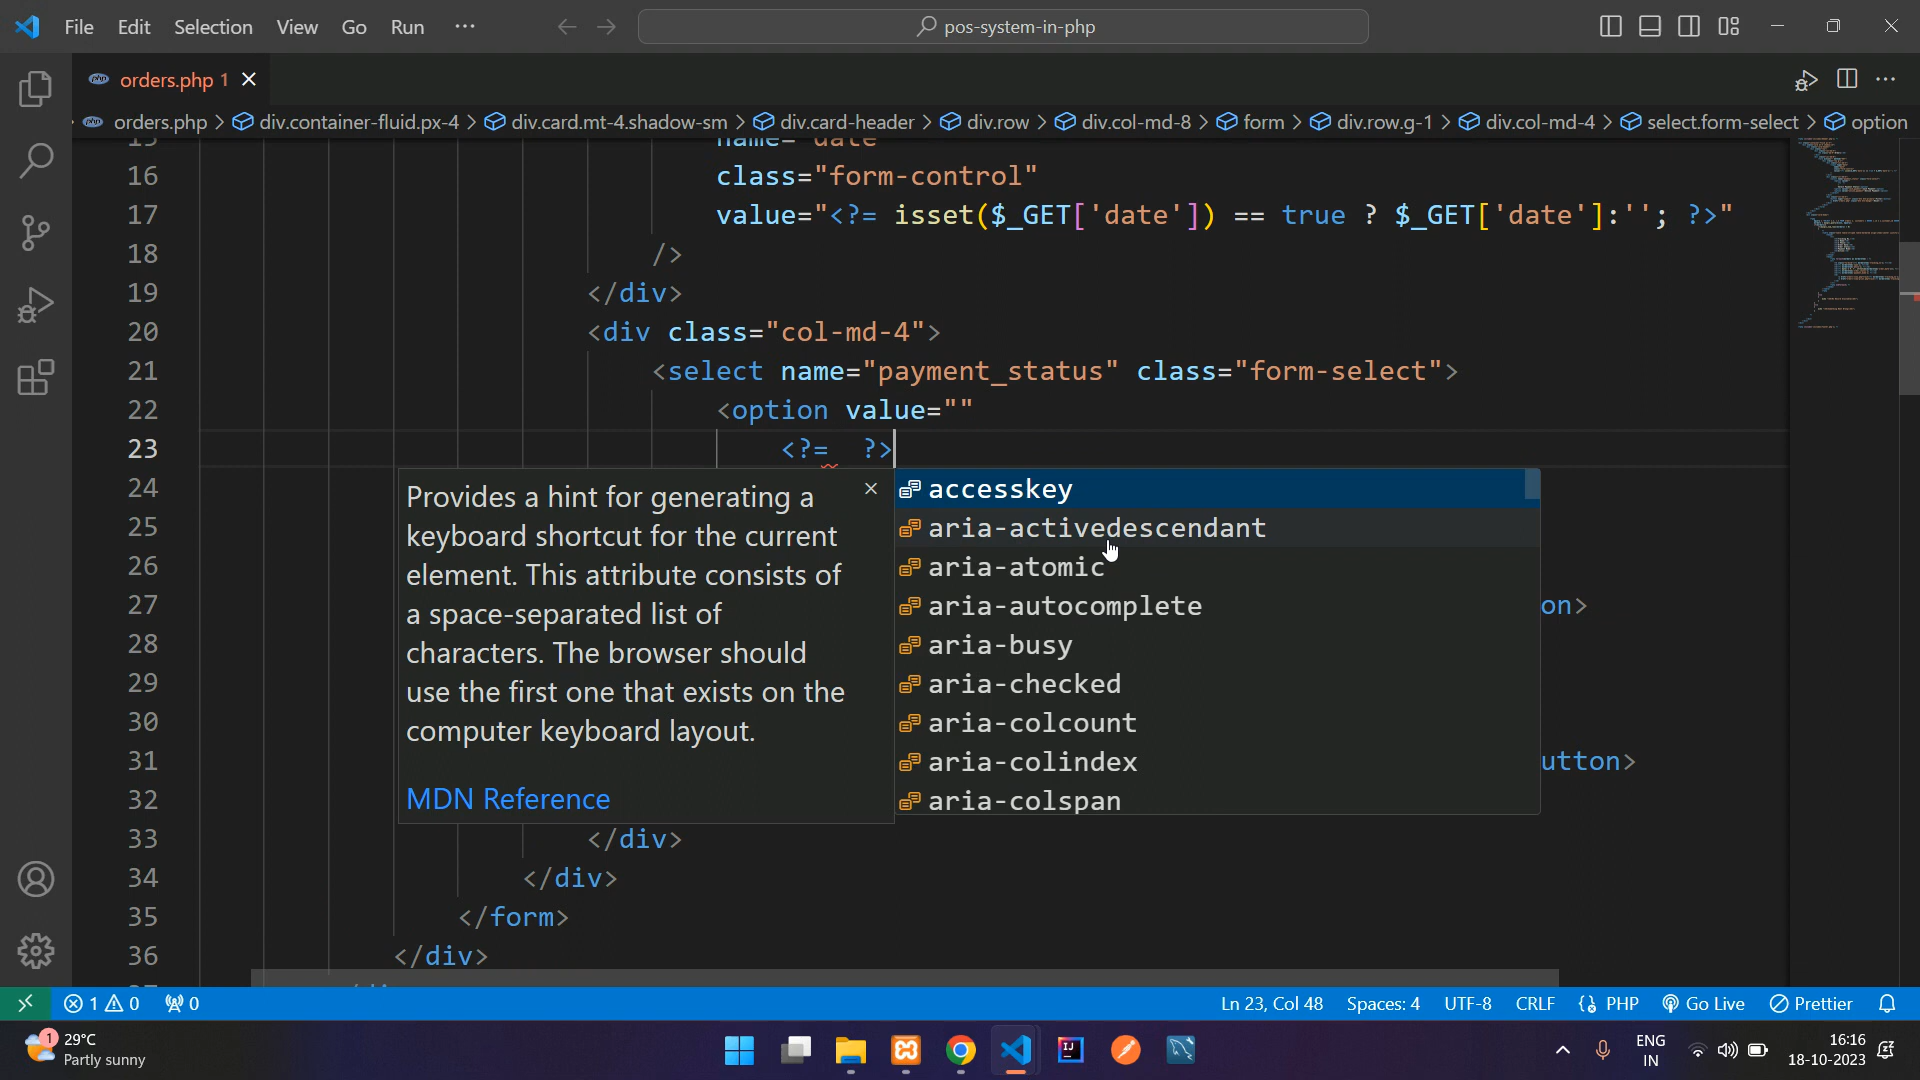 File Edit Selection View Go Run ···
pos-system-in-php
orders.php 1
orders.php > div.container-fluid.px-4 > div.card.mt-4.shadow-sm > div.card-header > div.row > div.col-md-8 > form > div.row.g-1 > div.col-md-4 > select.form-select > option
16 class="form-control"
17 value="<?= isset($_GET['date']) == true ? $_GET['date']:''; ?>"
18 />
19 </div>
20 <div class="col-md-4">
21 <select name="payment_status" class="form-select">
22 <option value=""
23 <?=  ?>
24
25
26
27 on>
28
29
30
31 utton>
32
33 </div>
34 </div>
35 </form>
36 </div>
Provides a hint for generating a
keyboard shortcut for the current
element. This attribute consists of
a space-separated list of
characters. The browser should
use the first one that exists on the
computer keyboard layout.
MDN Reference
accesskey
aria-activedescendant
aria-atomic
aria-autocomplete
aria-busy
aria-checked
aria-colcount
aria-colindex
aria-colspan
1 0 0 Ln 23, Col 48 Spaces: 4 UTF-8 CRLF {} PHP Go Live Prettier
1 29°C
Partly sunny
ENG
IN
16:16
18-10-2023